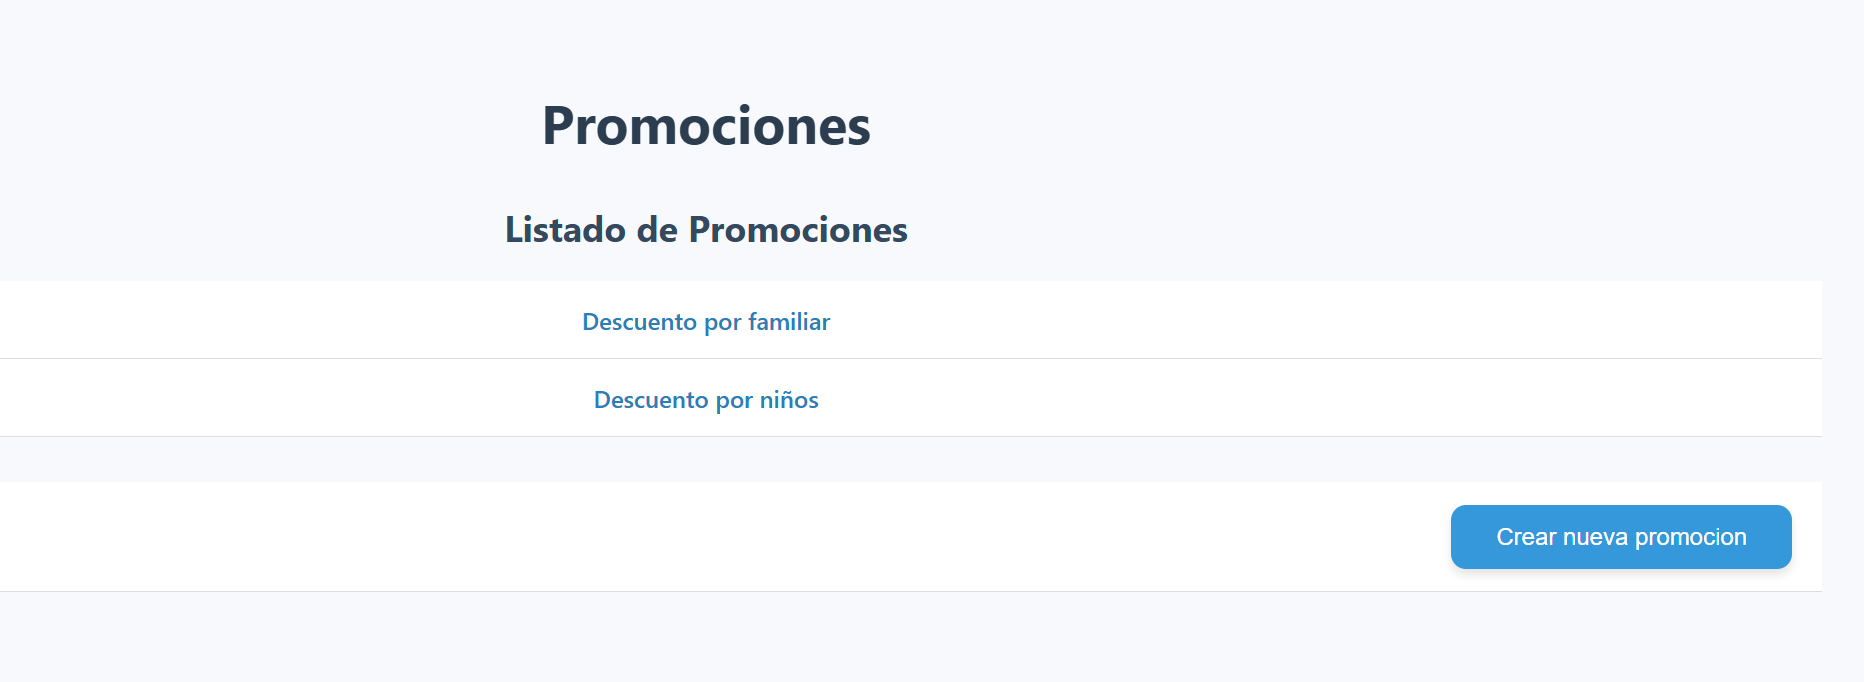 Promociones
Listado de Promociones
Descuento por familiar
Descuento por niños
Crear nueva promocion